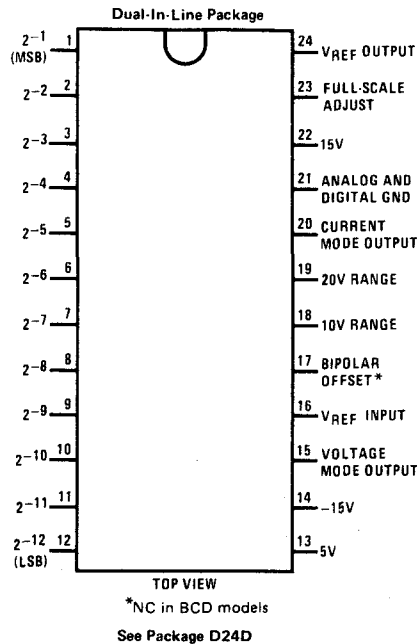 Dual-In-Line Package
2-1 (MSB) 1
2-2 2
2-3 3
2-4 4
2-5 5
2-6 6
2-7 7
2-8 8
2-9 9
2-10 10
2-11 11
2-12 (LSB) 12
24 VREF OUTPUT
23 FULL-SCALE ADJUST
22 15V
21 ANALOG AND DIGITAL GND
20 CURRENT MODE OUTPUT
19 20V RANGE
18 10V RANGE
17 BIPOLAR OFFSET*
16 VREF INPUT
15 VOLTAGE MODE OUTPUT
14 -15V
13 5V
TOP VIEW
*NC in BCD models
See Package D24D